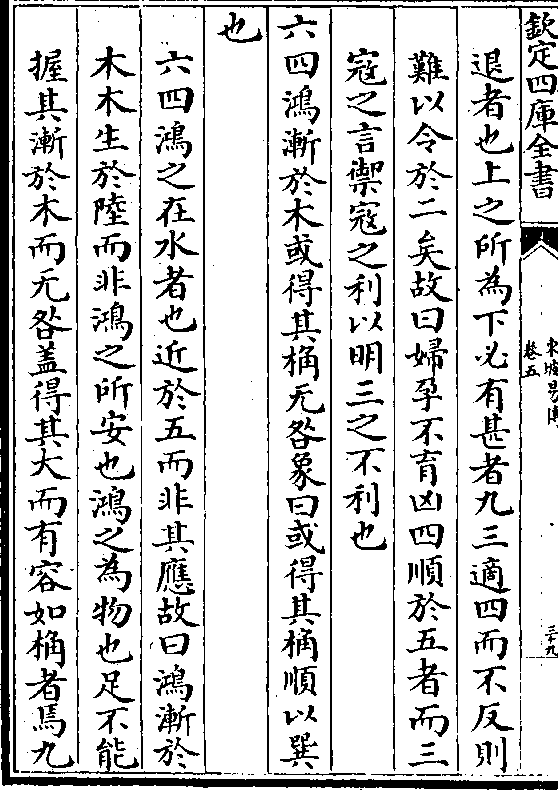 欽定四庫全書
東坡易傳
卷五
三十九
退者也上之所為下必有甚者九三適四而不反則
難以令於二矣故曰婦孕不育凶四順於五者而三
寇之言禦寇之利以明三之不利也
六四鴻漸於木或得其桷无咎象曰或得其桷順以巽
也
六四鴻之在水者也近於五而非其應故曰鴻漸於
木木生於陸而非鴻之所安也鴻之為物也足不能
握其漸於木而无咎盖得其大而有容如桷者焉九